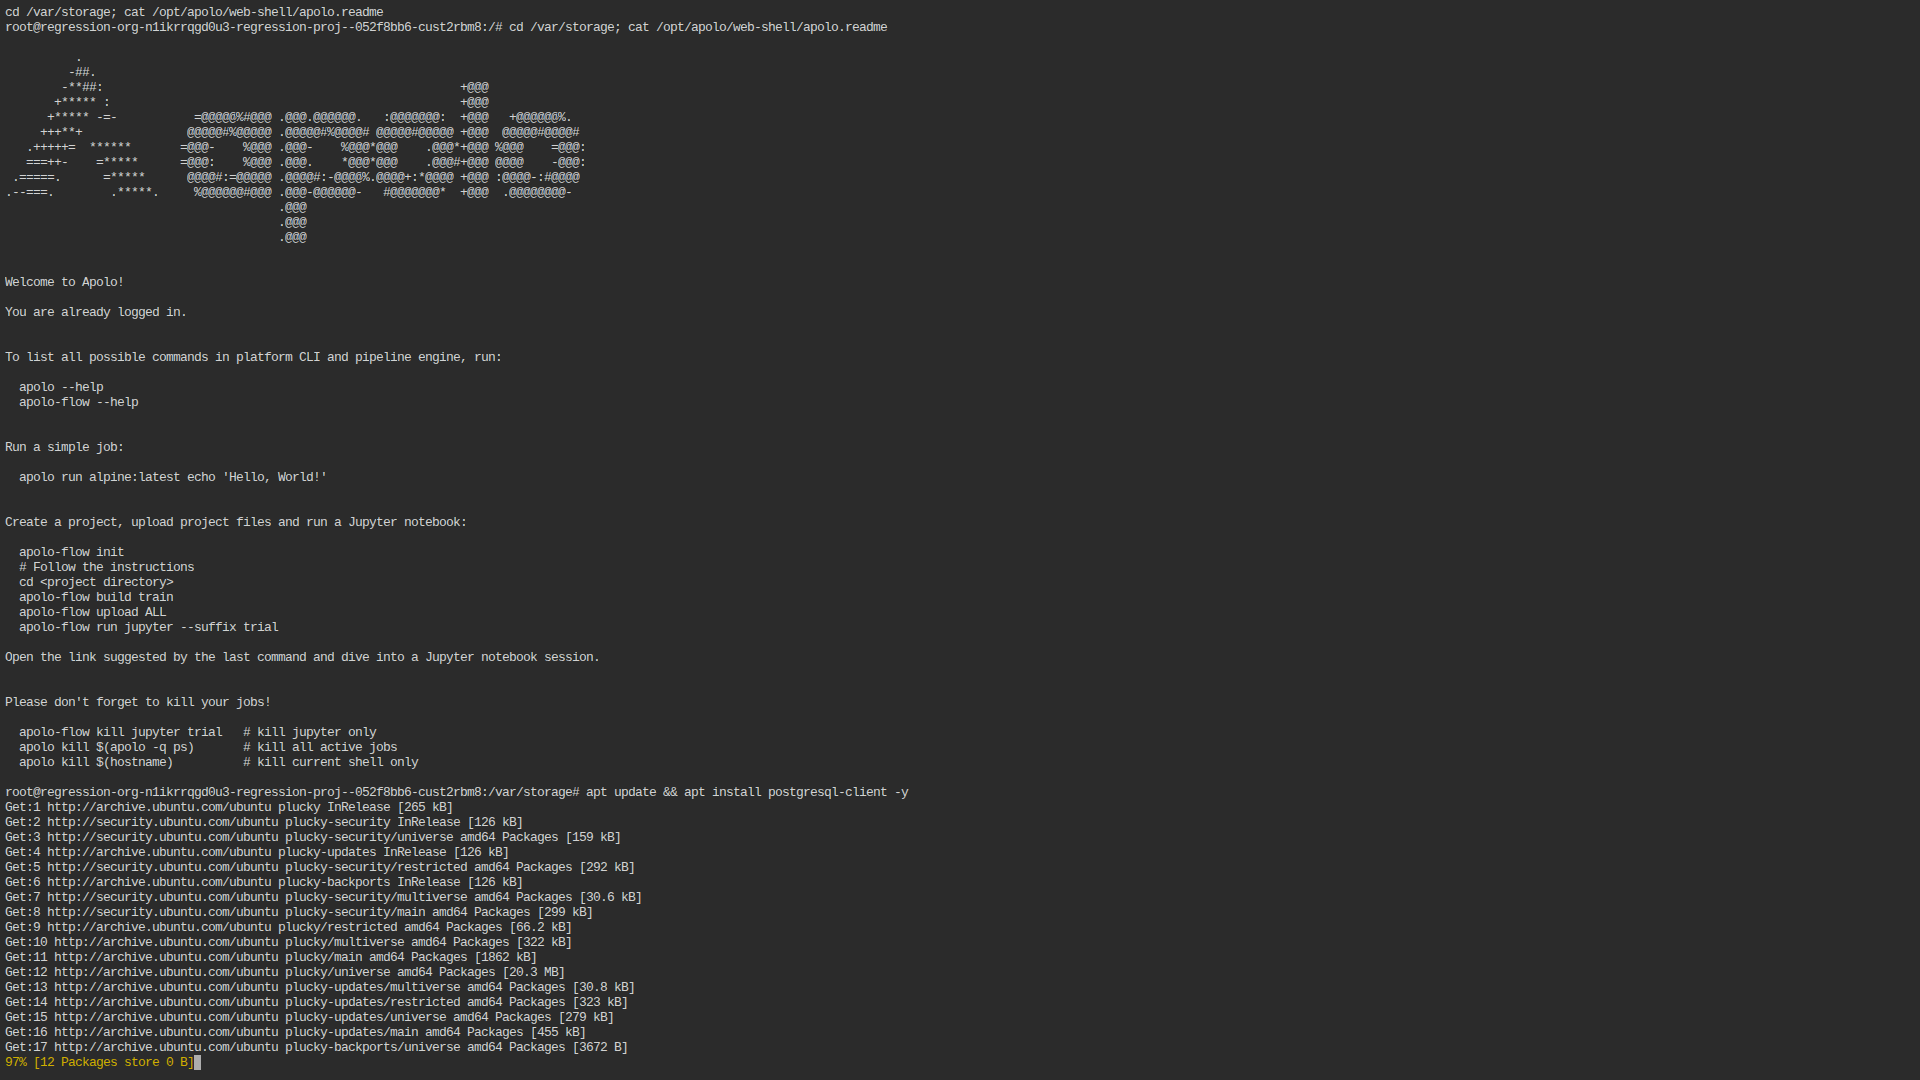 cd /var/storage; cat /opt/apolo/web-shell/apolo.readme
root@regression-org-n1ikrrqgd0u3-regression-proj--052f8bb6-cust2rbm8:/# cd /var/storage; cat /opt/apolo/web-shell/apolo.readme
Welcome to Apolo!
You are already logged in.
To list all possible commands in platform CLI and pipeline engine, run:
  apolo --help
  apolo-flow --help
Run a simple job:
  apolo run alpine:latest echo 'Hello, World!'
Create a project, upload project files and run a Jupyter notebook:
  apolo-flow init
  # Follow the instructions
  cd <project directory>
  apolo-flow build train
  apolo-flow upload ALL
  apolo-flow run jupyter --suffix trial
Open the link suggested by the last command and dive into a Jupyter notebook session.
Please don't forget to kill your jobs!
  apolo-flow kill jupyter trial   # kill jupyter only
  apolo kill $(apolo -q ps)       # kill all active jobs
  apolo kill $(hostname)          # kill current shell only
root@regression-org-n1ikrrqgd0u3-regression-proj--052f8bb6-cust2rbm8:/var/storage# apt update && apt install postgresql-client -y
Get:1 http://archive.ubuntu.com/ubuntu plucky InRelease [265 kB]
Get:2 http://security.ubuntu.com/ubuntu plucky-security InRelease [126 kB]
Get:3 http://security.ubuntu.com/ubuntu plucky-security/universe amd64 Packages [159 kB]
Get:4 http://archive.ubuntu.com/ubuntu plucky-updates InRelease [126 kB]
Get:5 http://security.ubuntu.com/ubuntu plucky-security/restricted amd64 Packages [292 kB]
Get:6 http://archive.ubuntu.com/ubuntu plucky-backports InRelease [126 kB]
Get:7 http://security.ubuntu.com/ubuntu plucky-security/multiverse amd64 Packages [30.6 kB]
Get:8 http://security.ubuntu.com/ubuntu plucky-security/main amd64 Packages [299 kB]
Get:9 http://archive.ubuntu.com/ubuntu plucky/restricted amd64 Packages [66.2 kB]
Get:10 http://archive.ubuntu.com/ubuntu plucky/multiverse amd64 Packages [322 kB]
Get:11 http://archive.ubuntu.com/ubuntu plucky/main amd64 Packages [1862 kB]
Get:12 http://archive.ubuntu.com/ubuntu plucky/universe amd64 Packages [20.3 MB]
Get:13 http://archive.ubuntu.com/ubuntu plucky-updates/multiverse amd64 Packages [30.8 kB]
Get:14 http://archive.ubuntu.com/ubuntu plucky-updates/restricted amd64 Packages [323 kB]
Get:15 http://archive.ubuntu.com/ubuntu plucky-updates/universe amd64 Packages [279 kB]
Get:16 http://archive.ubuntu.com/ubuntu plucky-updates/main amd64 Packages [455 kB]
Get:17 http://archive.ubuntu.com/ubuntu plucky-backports/universe amd64 Packages [3672 B]
97% [12 Packages store 0 B]